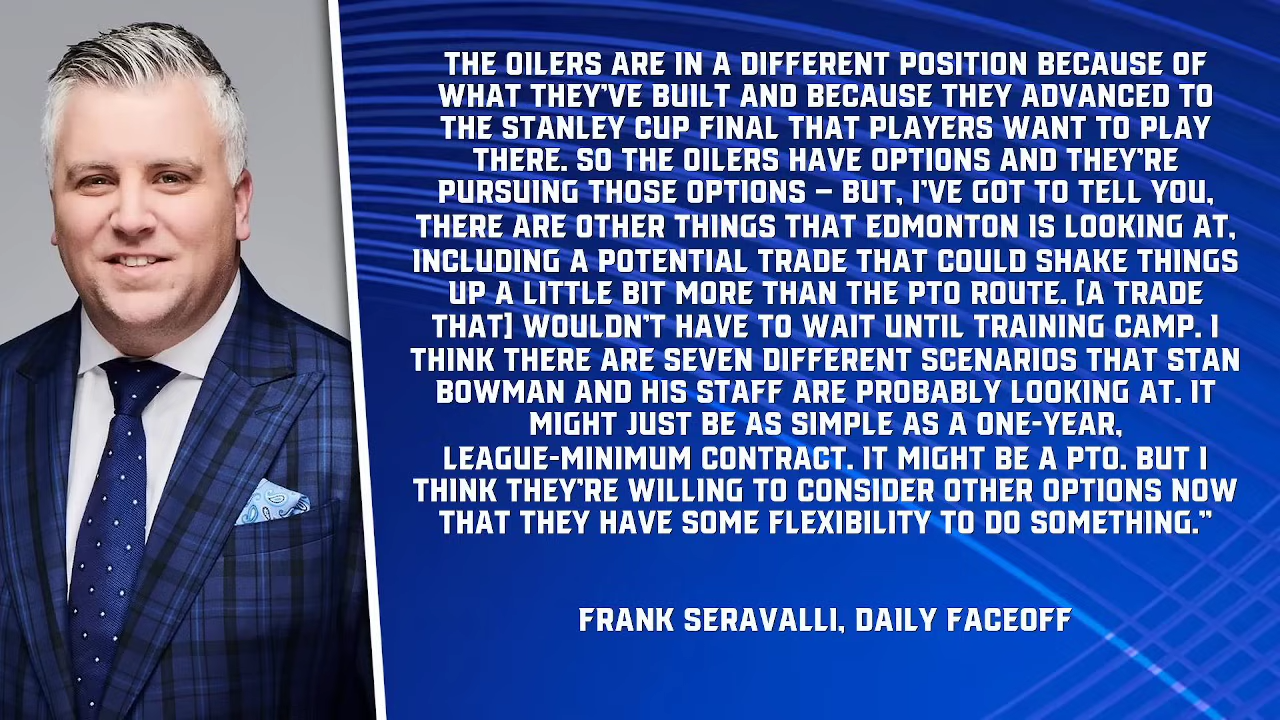 THE OILERS ARE IN A DIFFERENT POSITION BECAUSE OF
WHAT THEY'VE BUILT AND BECAUSE THEY ADVANCED TO
THE STANLEY CUP FINAL THAT PLAYERS WANT TO PLAY
THERE. SO THE OILERS HAVE OPTIONS AND THEY'RE
PURSUING THOSE OPTIONS – BUT, I'VE GOT TO TELL YOU,
THERE ARE OTHER THINGS THAT EDMONTON IS LOOKING AT,
INCLUDING A POTENTIAL TRADE THAT COULD SHAKE THINGS
UP A LITTLE BIT MORE THAN THE PTO ROUTE. [A TRADE
THAT] WOULDN'T HAVE TO WAIT UNTIL TRAINING CAMP. I
THINK THERE ARE SEVEN DIFFERENT SCENARIOS THAT STAN
BOWMAN AND HIS STAFF ARE PROBABLY LOOKING AT. IT
MIGHT JUST BE AS SIMPLE AS A ONE-YEAR,
LEAGUE-MINIMUM CONTRACT. IT MIGHT BE A PTO. BUT I
THINK THEY'RE WILLING TO CONSIDER OTHER OPTIONS NOW
THAT THEY HAVE SOME FLEXIBILITY TO DO SOMETHING."
FRANK SERAVALLI, DAILY FACEOFF